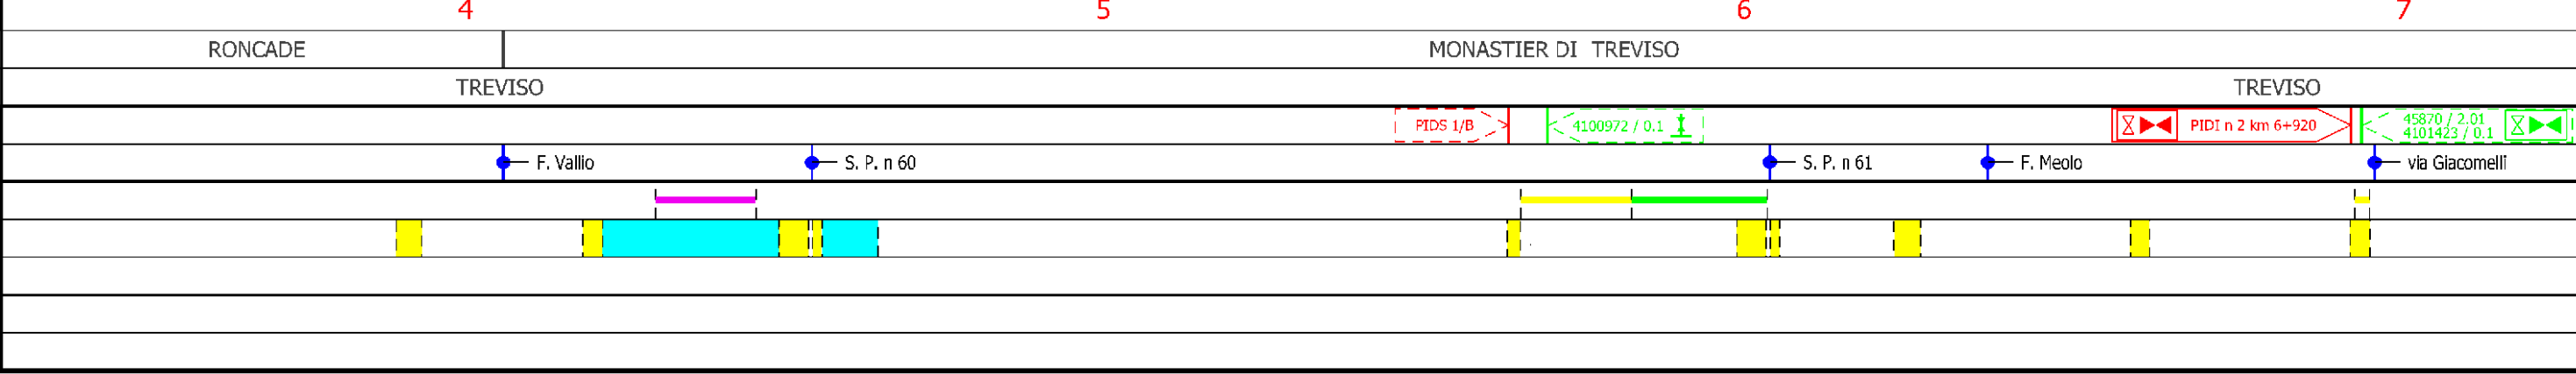 4 5 6 7
RONCADE MONASTIER DI TREVISO
TREVISO TREVISO
PIDS 1/B 4100972 / 0.1 PIDI n 2 km 6+920 45870 / 2.01
4101423 / 0.1
F. Vallio S. P. n 60 S. P. n 61 F. Meolo via Giacomelli